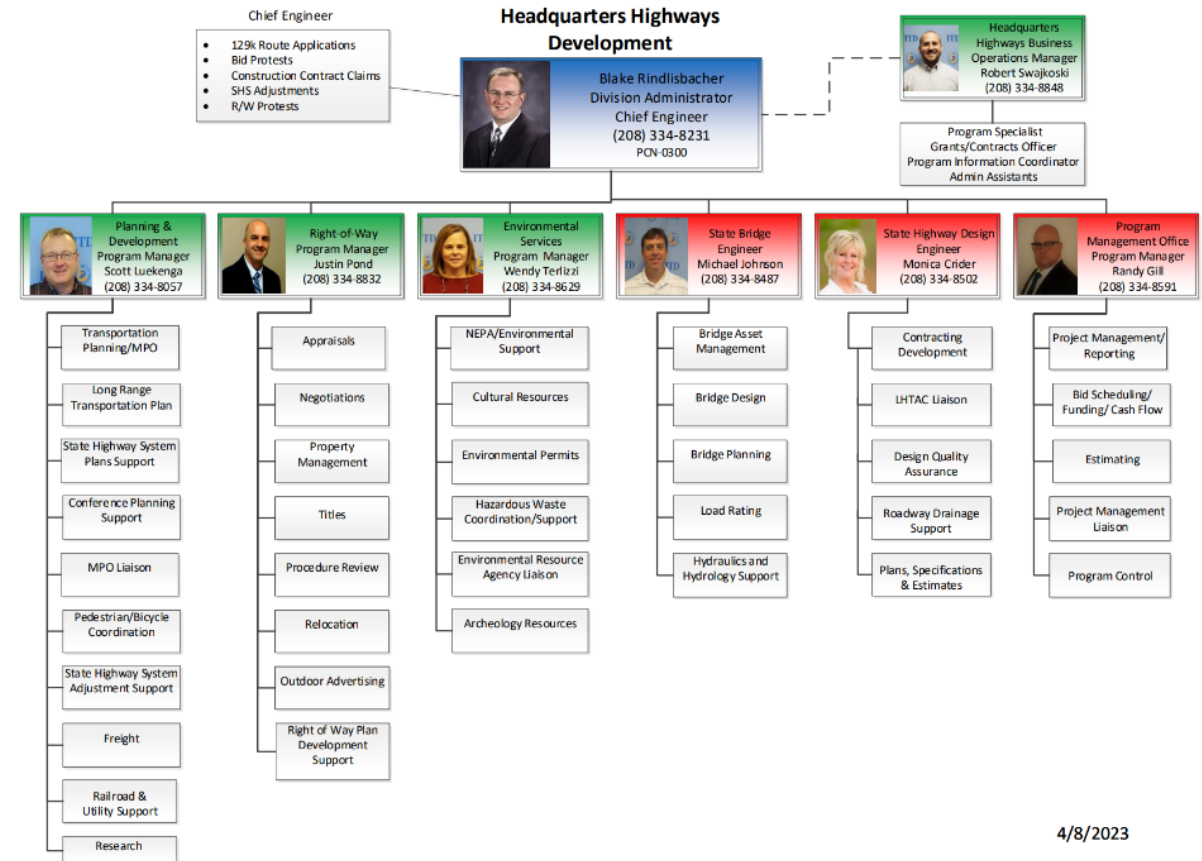 Headquarters Highways
Development
Chief Engineer
• 129k Route Applications
• Bid Protests
• Construction Contract Claims
• SHS Adjustments
• R/W Protests
Blake Rindlisbacher
Division Administrator
Chief Engineer
(208) 334-8231
PCN-0300
Headquarters
Highways Business
Operations Manager
Robert Swajkoski
(208) 334-8848
Program Specialist
Grants/Contracts Officer
Program Information Coordinator
Admin Assistants
Planning &
Development
Program Manager
Scott Luekenga
(208) 334-8057
Transportation
Planning/MPO
Long Range
Transportation Plan
State Highway System
Plans Support
Conference Planning
Support
MPO Liaison
Pedestrian/Bicycle
Coordination
State Highway System
Adjustment Support
Freight
Railroad &
Utility Support
Research
Right-of-Way
Program Manager
Justin Pond
(208) 334-8832
Appraisals
Negotiations
Property
Management
Titles
Procedure Review
Relocation
Outdoor Advertising
Right of Way Plan
Development
Support
Environmental
Services
Program Manager
Wendy Terlizzi
(208) 334-8629
NEPA/Environmental
Support
Cultural Resources
Environmental Permits
Hazardous Waste
Coordination/Support
Environmental Resource
Agency Liaison
Archeology Resources
State Bridge
Engineer
Michael Johnson
(208) 334-8487
Bridge Asset
Management
Bridge Design
Bridge Planning
Load Rating
Hydraulics and
Hydrology Support
State Highway Design
Engineer
Monica Crider
(208) 334-8502
Contracting
Development
LHTAC Liaison
Design Quality
Assurance
Roadway Drainage
Support
Plans, Specifications
& Estimates
Program
Management Office
Program Manager
Randy Gill
(208) 334-8591
Project Management/
Reporting
Bid Scheduling/
Funding/ Cash Flow
Estimating
Project Management
Liaison
Program Control
4/8/2023